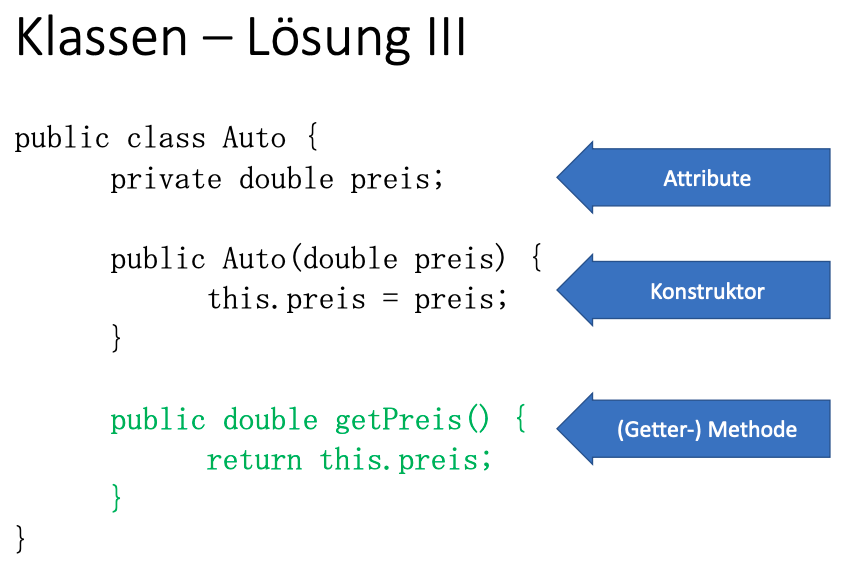 Klassen – Lösung III
public class Auto {
private double preis;
Attribute
public Auto(double preis) {
this.preis = preis;
}
Konstruktor
public double getPreis() {
return this.preis;
}
(Getter-) Methode
}